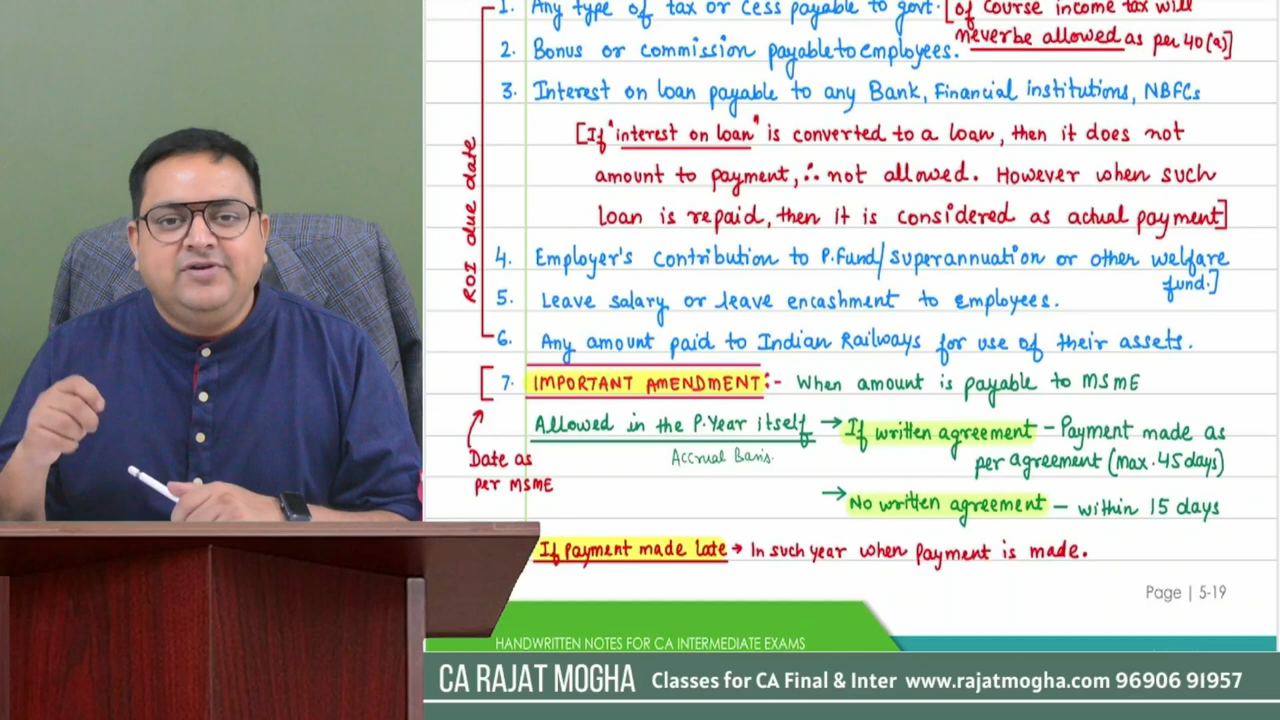 1. Any type of tax or cess payable to govt. [of course income tax will
never be allowed as per 40(a)]
2. Bonus or commission payable to employees.
3. Interest on loan payable to any Bank, Financial institutions, NBFCs
[If "interest on loan" is converted to a loan, then it does not
amount to payment, ∴ not allowed. However when such
loan is repaid, then it is considered as actual payment]
ROI due date
4. Employer's contribution to P.Fund/Superannuation or other welfare
fund.]
5. Leave salary or leave encashment to employees.
6. Any amount paid to Indian Railways for use of their assets.
7. IMPORTANT AMENDMENT:- When amount is payable to MSME
Allowed in the P.Year itself → If written agreement - Payment made as
per agreement (Max. 45 days)
Accrual Basis.
Date as
per MSME
→ No written agreement - within 15 days
If payment made late → In such year when payment is made.
Page | 5-19
HANDWRITTEN NOTES FOR CA INTERMEDIATE EXAMS
CA RAJAT MOGHA Classes for CA Final & Inter www.rajatmogha.com 96906 91957